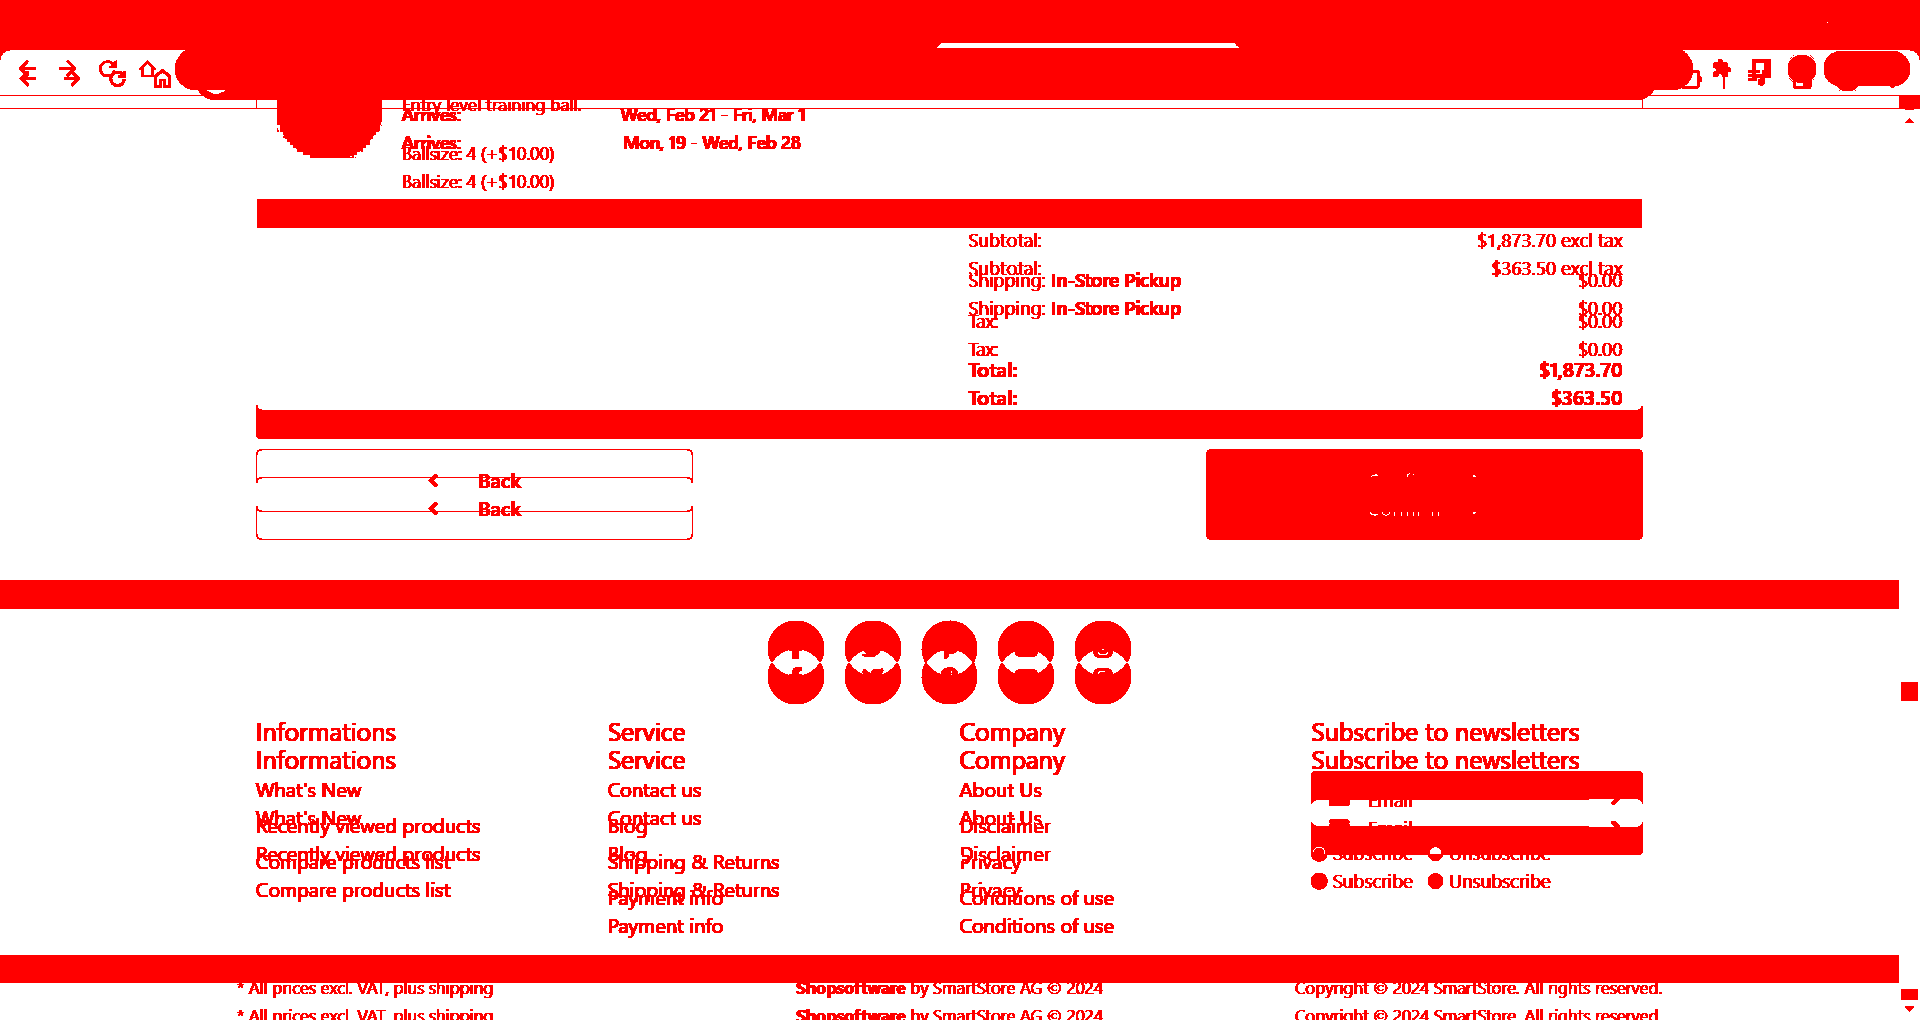 Entry level training ball.
Arrives: Wed, Feb 21 - Fri, Mar 1
Arrives: Mon, 19 - Wed, Feb 28
Ballsize: 4 (+$10.00)
Ballsize: 4 (+$10.00)
Subtotal: $1,873.70 excl tax
Subtotal: $363.50 excl tax
Shipping: In-Store Pickup $0.00
Shipping: In-Store Pickup $0.00
Tax: $0.00
Tax: $0.00
Total: $1,873.70
Total: $363.50
Back
Back
Informations Service Company Subscribe to newsletters
Informations Service Company Subscribe to newsletters
What's New Contact us About Us Email
What's New Contact us About Us Email
Recently viewed products Blog Disclaimer
Recently viewed products Blog Disclaimer Subscribe Unsubscribe
Compare products list Shipping & Returns Privacy
Compare products list Shipping & Returns Privacy Subscribe Unsubscribe
Payment info Conditions of use
Payment info Conditions of use
* All prices excl. VAT, plus shipping Shopsoftware by SmartStore AG © 2024 Copyright © 2024 SmartStore. All rights reserved.
* All prices excl. VAT, plus shipping Shopsoftware by SmartStore AG © 2024 Copyright © 2024 SmartStore. All rights reserved.